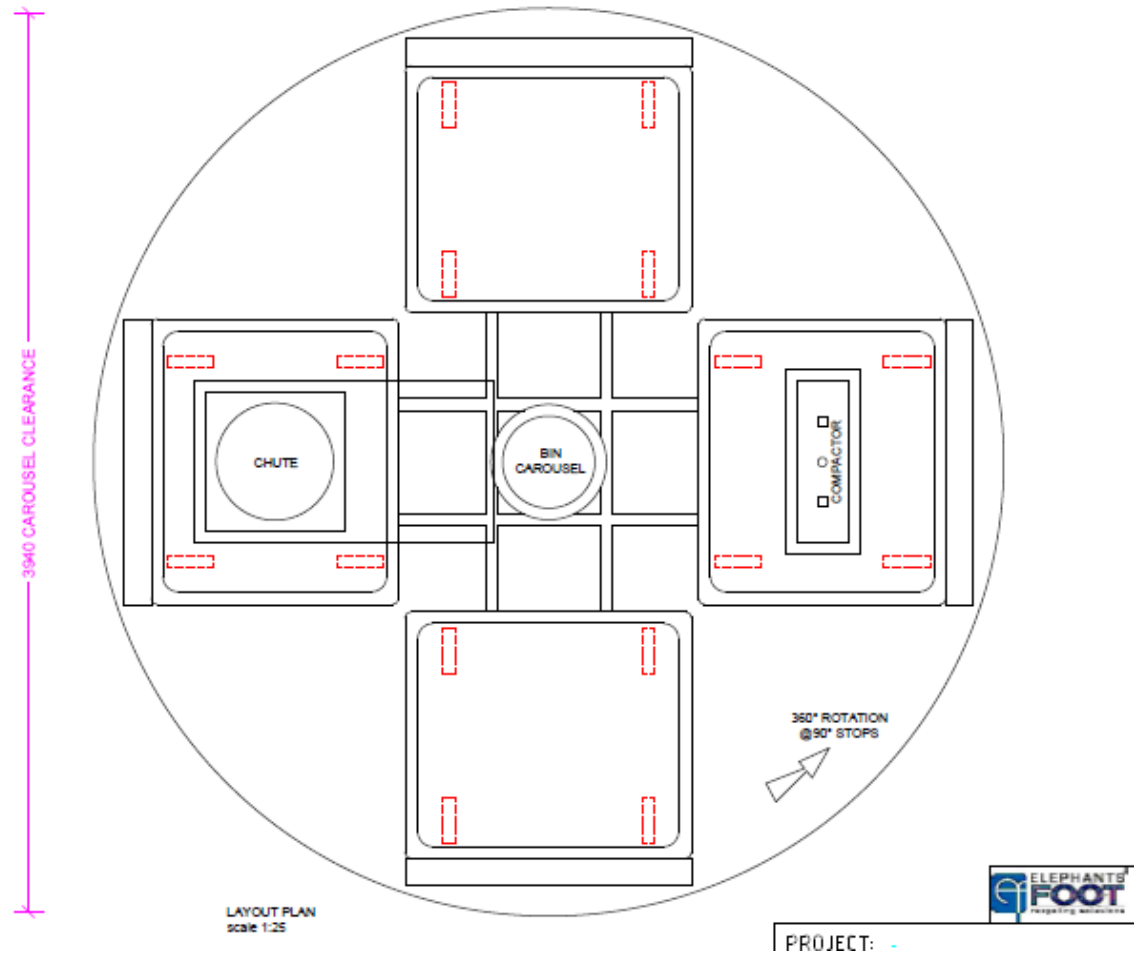 3940 CAROUSEL CLEARANCE
CHUTE
BIN
CAROUSEL
COMPACTOR
360° ROTATION
@90° STOPS
LAYOUT PLAN
scale 1:25
ELEPHANTS
FOOT
recycling solutions
PROJECT: -